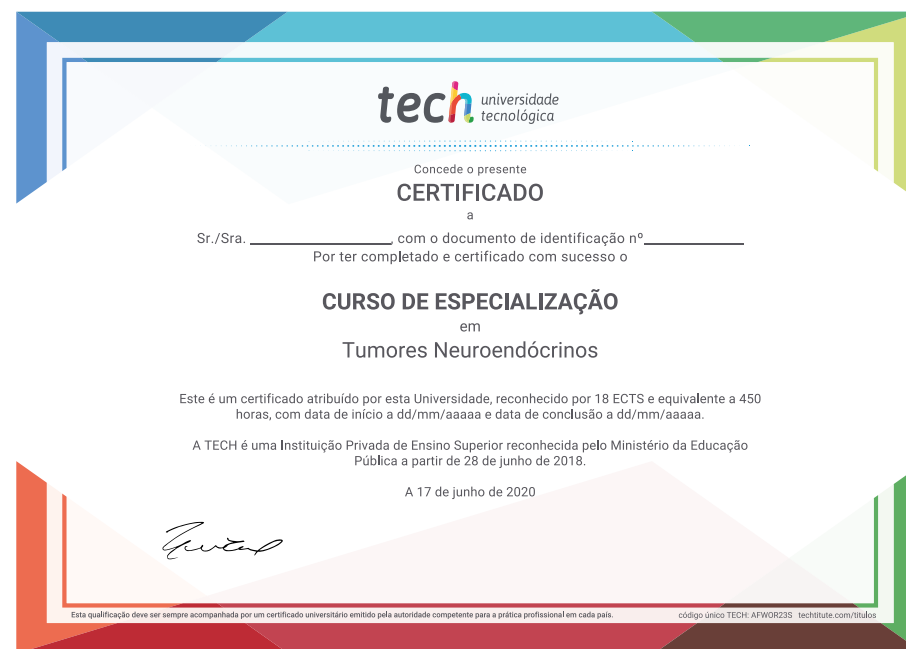 tech universidade
tecnológica
Concede o presente
CERTIFICADO
a
Sr./Sra. , com o documento de identificação nº
Por ter completado e certificado com sucesso o
CURSO DE ESPECIALIZAÇÃO
em
Tumores Neuroendócrinos
Este é um certificado atribuído por esta Universidade, reconhecido por 18 ECTS e equivalente a 450
horas, com data de início a dd/mm/aaaaa e data de conclusão a dd/mm/aaaaa.
A TECH é uma Instituição Privada de Ensino Superior reconhecida pelo Ministério da Educação
Pública a partir de 28 de junho de 2018.
A 17 de junho de 2020
Esta qualificação deve ser sempre acompanhada por um certificado universitário emitido pela autoridade competente para a prática profissional em cada país.
código único TECH: AFWOR23S techtitute.com/titulos